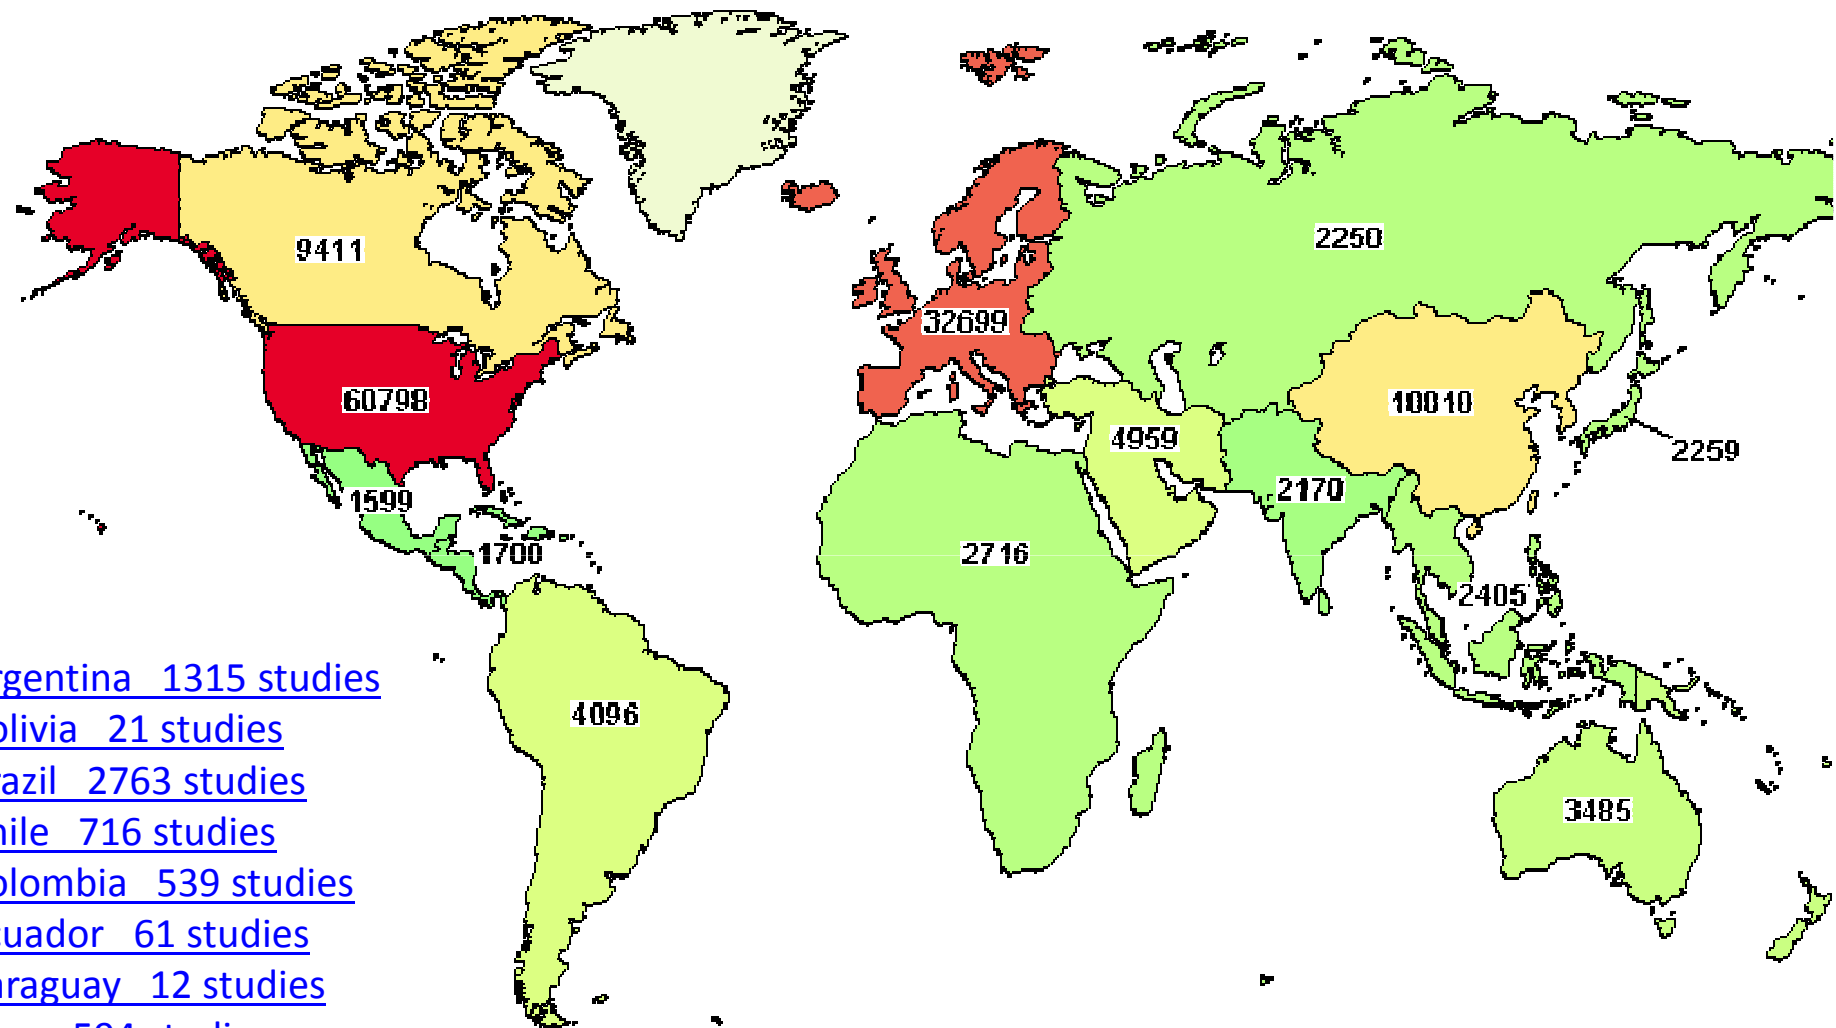 9411
2250
32699
60798
10010
4959
2259
2170
1599
1700
2716
2405
rgentina 1315 studies
4096
olivia 21 studies
razil 2763 studies
3485
hile 716 studies
olombia 539 studies
cuador 61 studies
araguay 12 studies